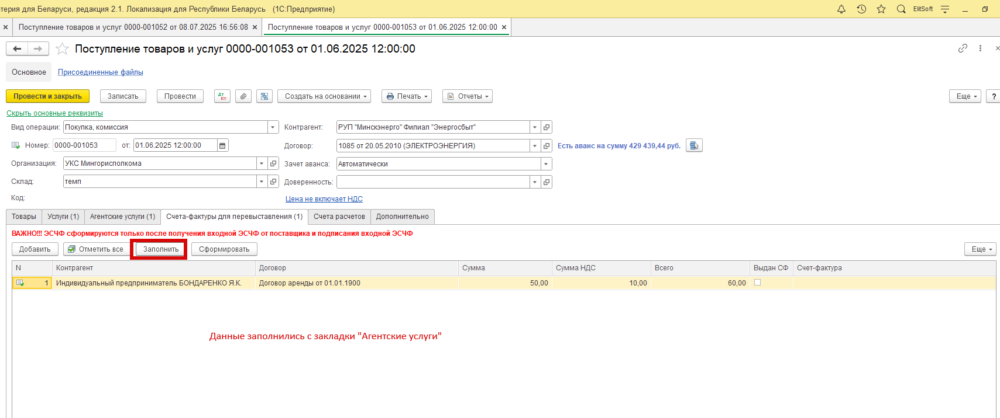 терия для Беларуси, редакция 2.1. Локализация для Республики Беларусь (1С:Предприятие) ElitSoft
Поступление товаров и услуг 0000-001052 от 08.07.2025 16:56:08 Поступление товаров и услуг 0000-001053 от 01.06.2025 12:00:00
Поступление товаров и услуг 0000-001053 от 01.06.2025 12:00:00
Основное Присоединенные файлы
Провести и закрыть Записать Провести Дт Кт Создать на основании Печать Отчеты Еще ?
Скрыть основные реквизиты
Вид операции: Покупка, комиссия Контрагент: РУП "Минскэнерго" Филиал "Энергосбыт"
Номер: 0000-001053 от: 01.06.2025 12:00:00 Договор: 1085 от 20.05.2010 (ЭЛЕКТРОЭНЕРГИЯ) Есть аванс на сумму 429 439,44 руб.
Организация: УКС Мингорисполкома Зачет аванса: Автоматически
Склад: темп Доверенность:
Код: Цена не включает НДС
Товары Услуги (1) Агентские услуги (1) Счета-фактуры для перевыставления (1) Счета расчетов Дополнительно
ВАЖНО!!! ЭСЧФ сформируются только после получения входной ЭСЧФ от поставщика и подписания входной ЭСЧФ
Добавить Отметить все Заполнить Сформировать Еще
N Контрагент Договор Сумма Сумма НДС Всего Выдан СФ Счет-фактура
1 Индивидуальный предприниматель БОНДАРЕНКО Я.К. Договор аренды от 01.01.1900 50,00 10,00 60,00
Данные заполнились с закладки "Агентские услуги"